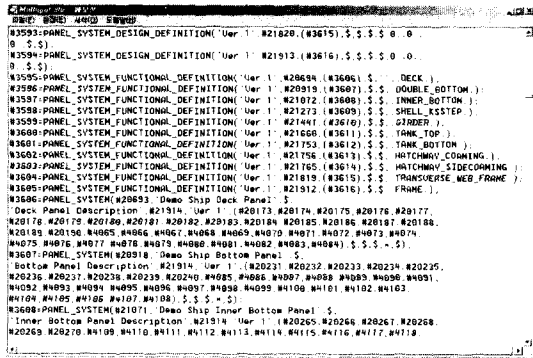 #3593=PANEL_SYSTEM_DESIGN_DEFINITION('Ver 1' #21820,(#3615),$,$,$,$ 0 .0..
0..$.$).
#3594=PANEL_SYSTEM_DESIGN_DEFINITION('Ver 1' #21913,(#3616),$,$,$,$ 0 .0..
0..$.$).
#3595=PANEL_SYSTEM_FUNCTIONAL_DEFINITION('Ver.1' #20694.(#3606).$ .DECK.).
#3596=PANEL_SYSTEM_FUNCTIONAL_DEFINITION('Ver 1' #20919,(#3607).$ DOUBLE_BOTTOM.);
#3597=PANEL_SYSTEM_FUNCTIONAL_DEFINITION('Ver 1' #21072,(#3608).$,$. INNER_BOTTOM.);
#3598=PANEL_SYSTEM_FUNCTIONAL_DEFINITION('Ver 1' #21273,(#3609).$,$. SHELL_KSSTEP.);
#3599=PANEL_SYSTEM_FUNCTIONAL_DEFINITION('Ver 1' #21441 (#3610).$,$. GIRDER.);
#3600=PANEL_SYSTEM_FUNCTIONAL_DEFINITION('Ver 1' #21660,(#3611).$,$. TANK_TOP.);
#3601=PANEL_SYSTEM_FUNCTIONAL_DEFINITION('Ver 1' #21753,(#3612).$,$. TANK_BOTTOM );
#3602=PANEL_SYSTEM_FUNCTIONAL_DEFINITION('Ver 1' #21756,(#3613).$,$. HATCHWAY_COAMING.);
#3603=PANEL_SYSTEM_FUNCTIONAL_DEFINITION('Ver 1' #21765,(#3614).$,$. HATCHWAY_SIDECOAMING );
#3604=PANEL_SYSTEM_FUNCTIONAL_DEFINITION('Ver 1' #21819,(#3615).$,$. TRANSVERSE_WEB_FRAME );
#3605=PANEL_SYSTEM_FUNCTIONAL_DEFINITION('Ver 1' #21912,(#3616).$,$. FRAME.),
#3606=PANEL_SYSTEM(#20693,'Demo Ship Deck Panel' $.
'Deck Panel Description' #21914,'Ver 1',(#20173,#20174,#20175,#20176,#20177,
#20178,#20179,#20180,#20181,#20182,#20183,#20184 #20185,#20186 #20187,#20188,
#20189,#20190,#4065,#4066,#4067,#4068 #4069,#4070 #4071,#4072,#4073,#4074
#4075,#4076,#4077 #4078,#4079,#4080,#4081,#4082,#4083,#4084).$.$.$.*.$);
#3607=PANEL_SYSTEM(#20918,'Demo Ship Bottom Panel' .$.
'Bottom Panel Description' #21914,'Ver 1',(#20231,#20232,#20233,#20234,#20235,
#20236,#20237,#20238,#20239,#20240,#4085,#4086,#4087,#4088 #4089,#4090,#4091,
#4092,#4093,#4094 #4095,#4096,#4097,#4098,#4099,#4100 #4101,#4102,#4103,
#4104,#4105,#4106 #4107,#4108).$.$.$.*.$);
#3608=PANEL_SYSTEM(#21071,'Demo Ship Inner Bottom Panel' .$.
'Inner Bottom Panel Description',#21914 'Ver 1',(#20265,#20266,#20267,#20268,
#20269,#20270,#4109,#4110,#4111,#4112 #4113,#4114,#4115,#4116,#4117,#4118